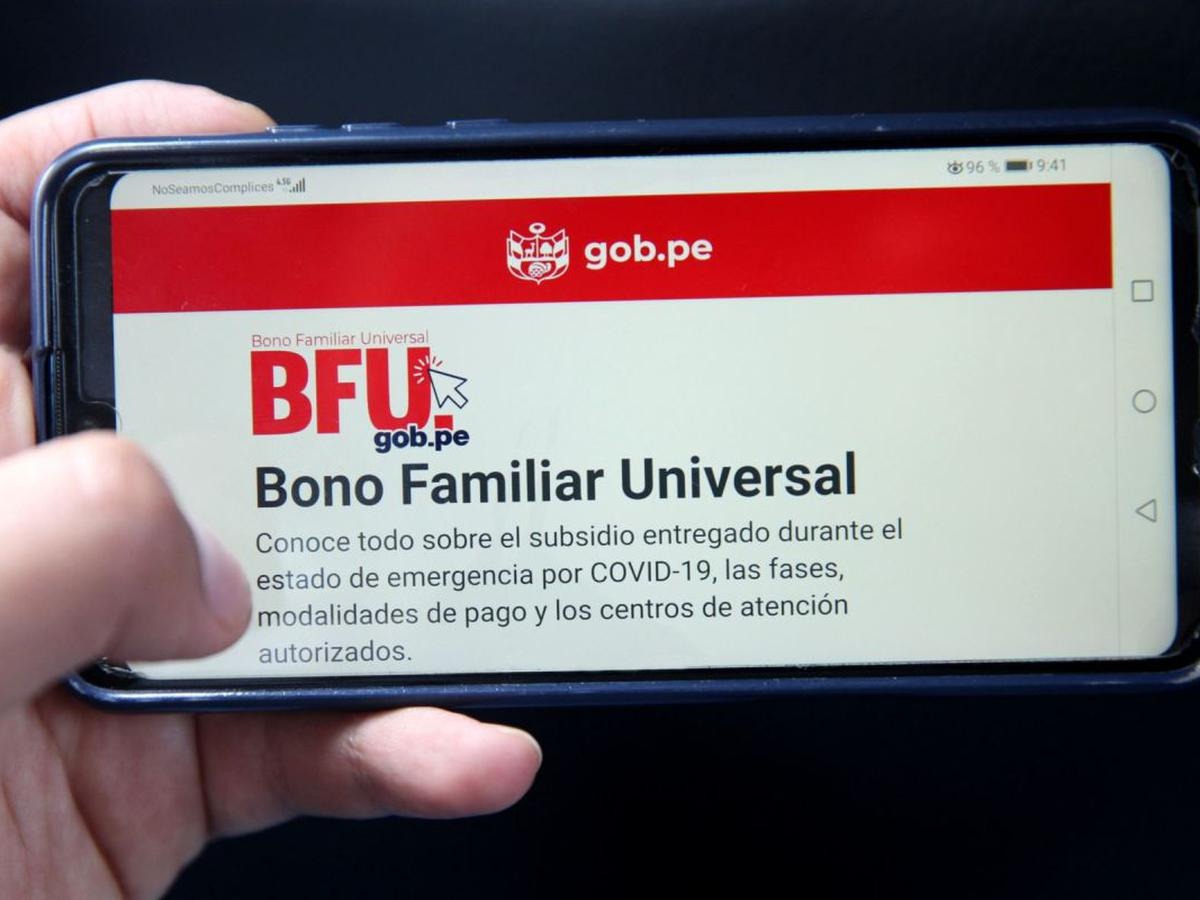 NoSeamosComplices 4.5G
96 % 9:41
gob.pe
Bono Familiar Universal
BFU.
gob.pe
Bono Familiar Universal
Conoce todo sobre el subsidio entregado durante el
estado de emergencia por COVID-19, las fases,
modalidades de pago y los centros de atención
autorizados.